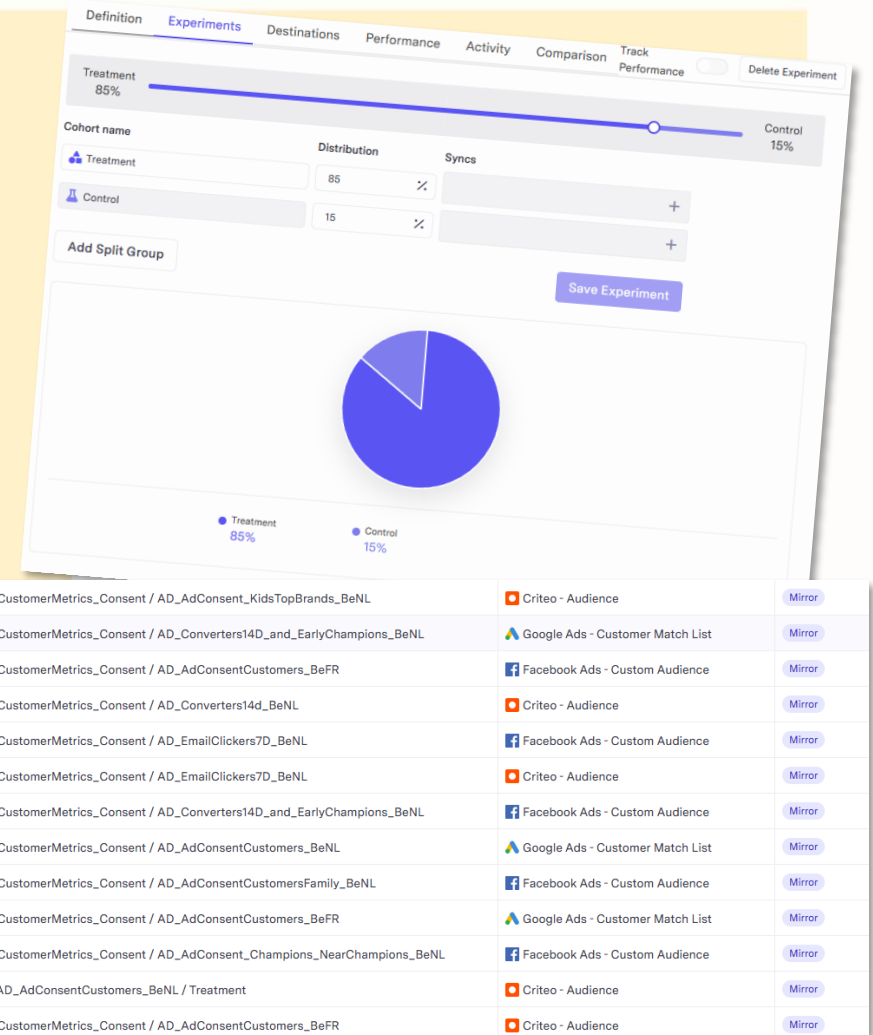 Definition Experiments Destinations Performance Activity Comparison Track Performance Delete Experiment
Treatment
85%
Control
15%
Cohort name Distribution Syncs
Treatment 85 % +
Control 15 % +
Add Split Group
Save Experiment
Treatment
85%
Control
15%
CustomerMetrics_Consent / AD_AdConsent_KidsTopBrands_BeNL Criteo - Audience Mirror
CustomerMetrics_Consent / AD_Converters14D_and_EarlyChampions_BeNL Google Ads - Customer Match List Mirror
CustomerMetrics_Consent / AD_AdConsentCustomers_BeFR Facebook Ads - Custom Audience Mirror
CustomerMetrics_Consent / AD_Converters14d_BeNL Criteo - Audience Mirror
CustomerMetrics_Consent / AD_EmailClickers7D_BeNL Facebook Ads - Custom Audience Mirror
CustomerMetrics_Consent / AD_EmailClickers7D_BeNL Criteo - Audience Mirror
CustomerMetrics_Consent / AD_Converters14D_and_EarlyChampions_BeNL Facebook Ads - Custom Audience Mirror
CustomerMetrics_Consent / AD_AdConsentCustomers_BeNL Google Ads - Customer Match List Mirror
CustomerMetrics_Consent / AD_AdConsentCustomersFamily_BeNL Facebook Ads - Custom Audience Mirror
CustomerMetrics_Consent / AD_AdConsentCustomers_BeFR Google Ads - Customer Match List Mirror
CustomerMetrics_Consent / AD_AdConsent_Champions_NearChampions_BeNL Facebook Ads - Custom Audience Mirror
AD_AdConsentCustomers_BeNL / Treatment Criteo - Audience Mirror
CustomerMetrics_Consent / AD_AdConsentCustomers_BeFR Criteo - Audience Mirror